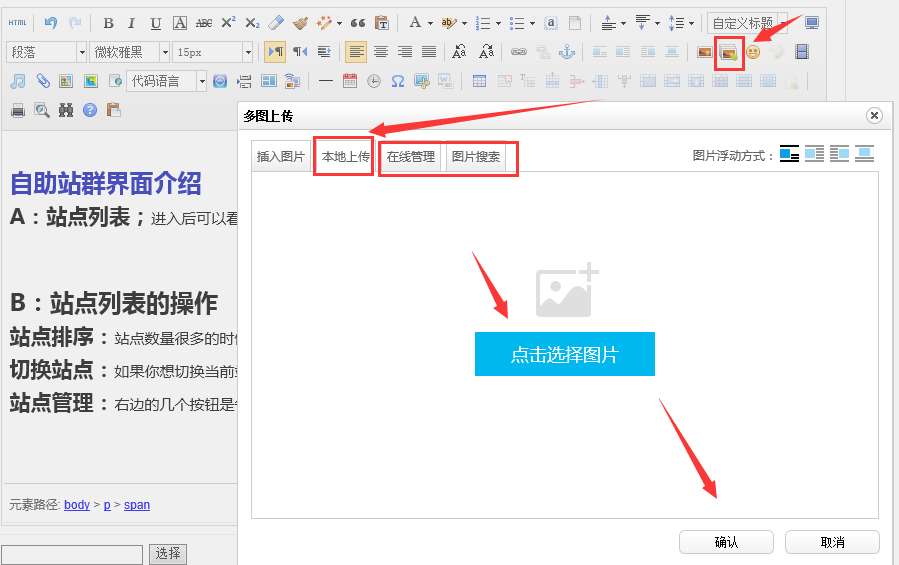 HTML B I U A ABC X² X₂ A ab 自定义标题
段落 微软雅黑 15px
代码语言
多图上传
插入图片 本地上传 在线管理 图片搜索 图片浮动方式：
自助站群界面介绍
A：站点列表；进入后可以看
B：站点列表的操作
站点排序：站点数量很多的时
点击选择图片
切换站点：如果你想切换当前
站点管理：右边的几个按钮是
元素路径: body > p > span
确认 取消
选择